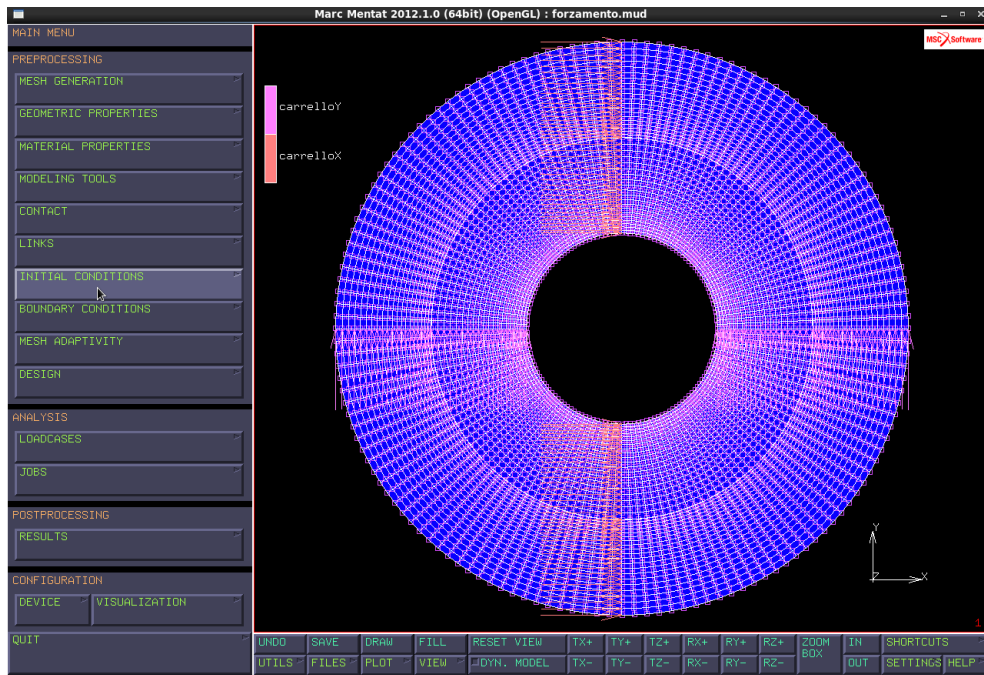 Marc Mentat 2012.1.0 (64bit) (OpenGL) : forzamento.mud
MAIN MENU
PREPROCESSING
MESH GENERATION
GEOMETRIC PROPERTIES
MATERIAL PROPERTIES
MODELING TOOLS
CONTACT
LINKS
INITIAL CONDITIONS
BOUNDARY CONDITIONS
MESH ADAPTIVITY
DESIGN
ANALYSIS
LOADCASES
JOBS
POSTPROCESSING
RESULTS
CONFIGURATION
DEVICE VISUALIZATION
QUIT
carrelloY
carrelloX
MSC Software
Y
Z X
1
UNDO SAVE DRAW FILL RESET VIEW TX+ TY+ TZ+ RX+ RY+ RZ+ ZOOM BOX IN SHORTCUTS
UTILS FILES PLOT VIEW DYN. MODEL TX- TY- TZ- RX- RY- RZ- OUT SETTINGS HELP